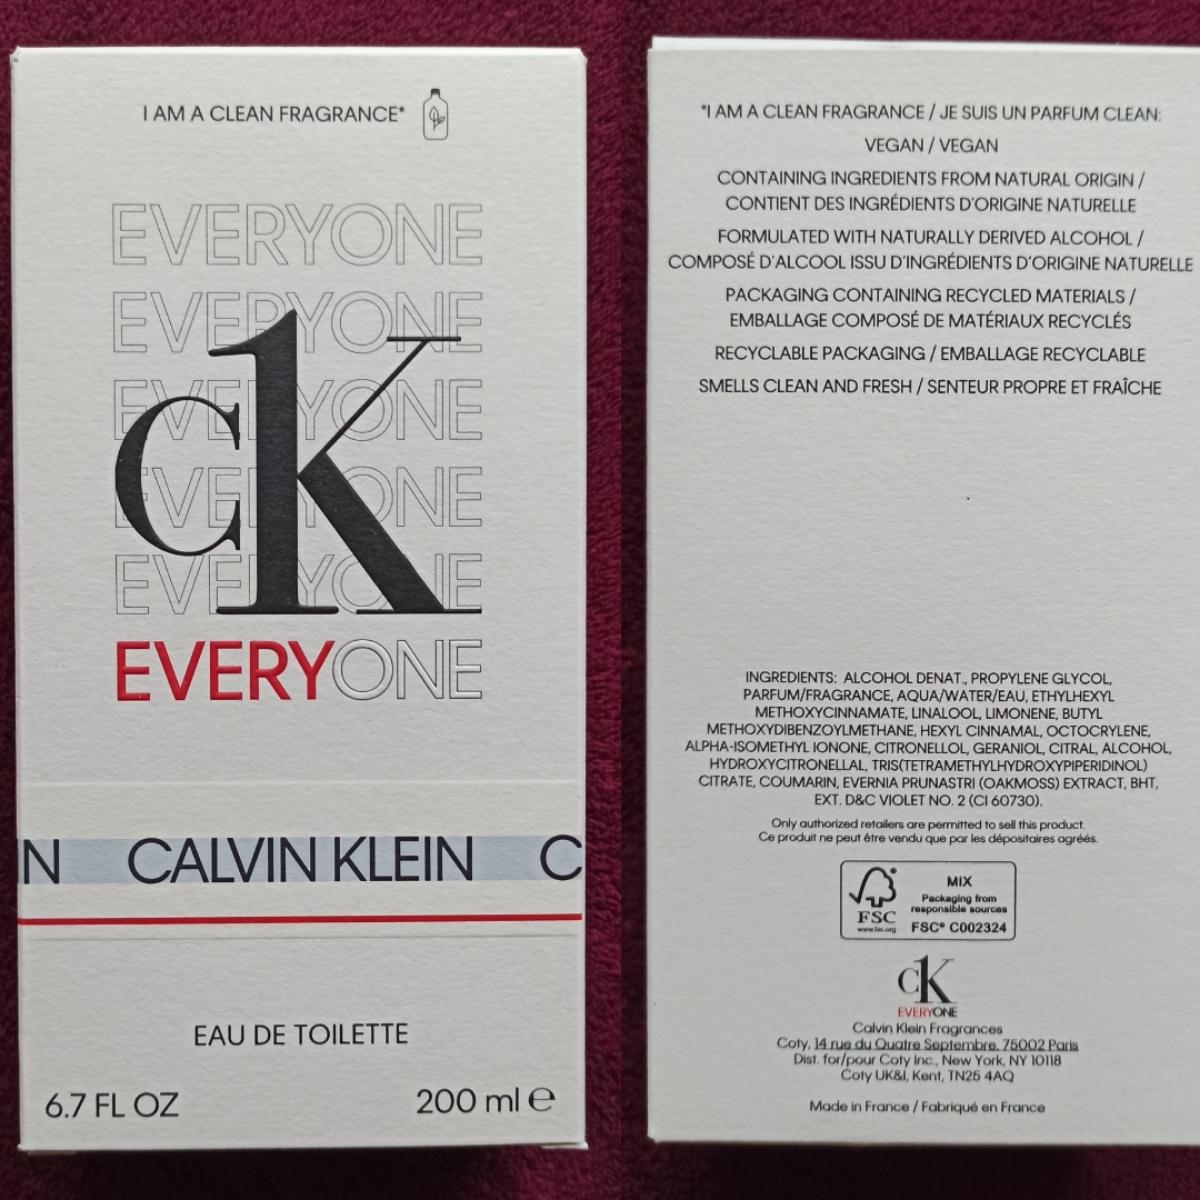 I AM A CLEAN FRAGRANCE*
EVERYONE
EVERYONE
EVERYONE
EVERYONE
EVERYONE
cK
EVERYONE
N CALVIN KLEIN C
EAU DE TOILETTE
6.7 FL OZ 200 ml ℮
*I AM A CLEAN FRAGRANCE / JE SUIS UN PARFUM CLEAN:
VEGAN / VEGAN
CONTAINING INGREDIENTS FROM NATURAL ORIGIN /
CONTIENT DES INGRÉDIENTS D'ORIGINE NATURELLE
FORMULATED WITH NATURALLY DERIVED ALCOHOL /
COMPOSÉ D'ALCOOL ISSU D'INGRÉDIENTS D'ORIGINE NATURELLE
PACKAGING CONTAINING RECYCLED MATERIALS /
EMBALLAGE COMPOSÉ DE MATÉRIAUX RECYCLÉS
RECYCLABLE PACKAGING / EMBALLAGE RECYCLABLE
SMELLS CLEAN AND FRESH / SENTEUR PROPRE ET FRAÎCHE
INGREDIENTS: ALCOHOL DENAT., PROPYLENE GLYCOL,
PARFUM/FRAGRANCE, AQUA/WATER/EAU, ETHYLHEXYL
METHOXYCINNAMATE, LINALOOL, LIMONENE, BUTYL
METHOXYDIBENZOYLMETHANE, HEXYL CINNAMAL, OCTOCRYLENE,
ALPHA-ISOMETHYL IONONE, CITRONELLOL, GERANIOL, CITRAL, ALCOHOL,
HYDROXYCITRONELLAL, TRIS(TETRAMETHYLHYDROXYPIPERIDINOL)
CITRATE, COUMARIN, EVERNIA PRUNASTRI (OAKMOSS) EXTRACT, BHT,
EXT. D&C VIOLET NO. 2 (CI 60730).
Only authorized retailers are permitted to sell this product.
Ce produit ne peut être vendu que par les dépositaires agréés.
FSC
www.fsc.org
MIX
Packaging from
responsible sources
FSC® C002324
cK
EVERYONE
Calvin Klein Fragrances
Coty, 14 rue du Quatre Septembre, 75002 Paris
Dist. for/pour Coty Inc., New York, NY 10118
Coty UK&I, Kent, TN25 4AQ
Made in France / Fabriqué en France